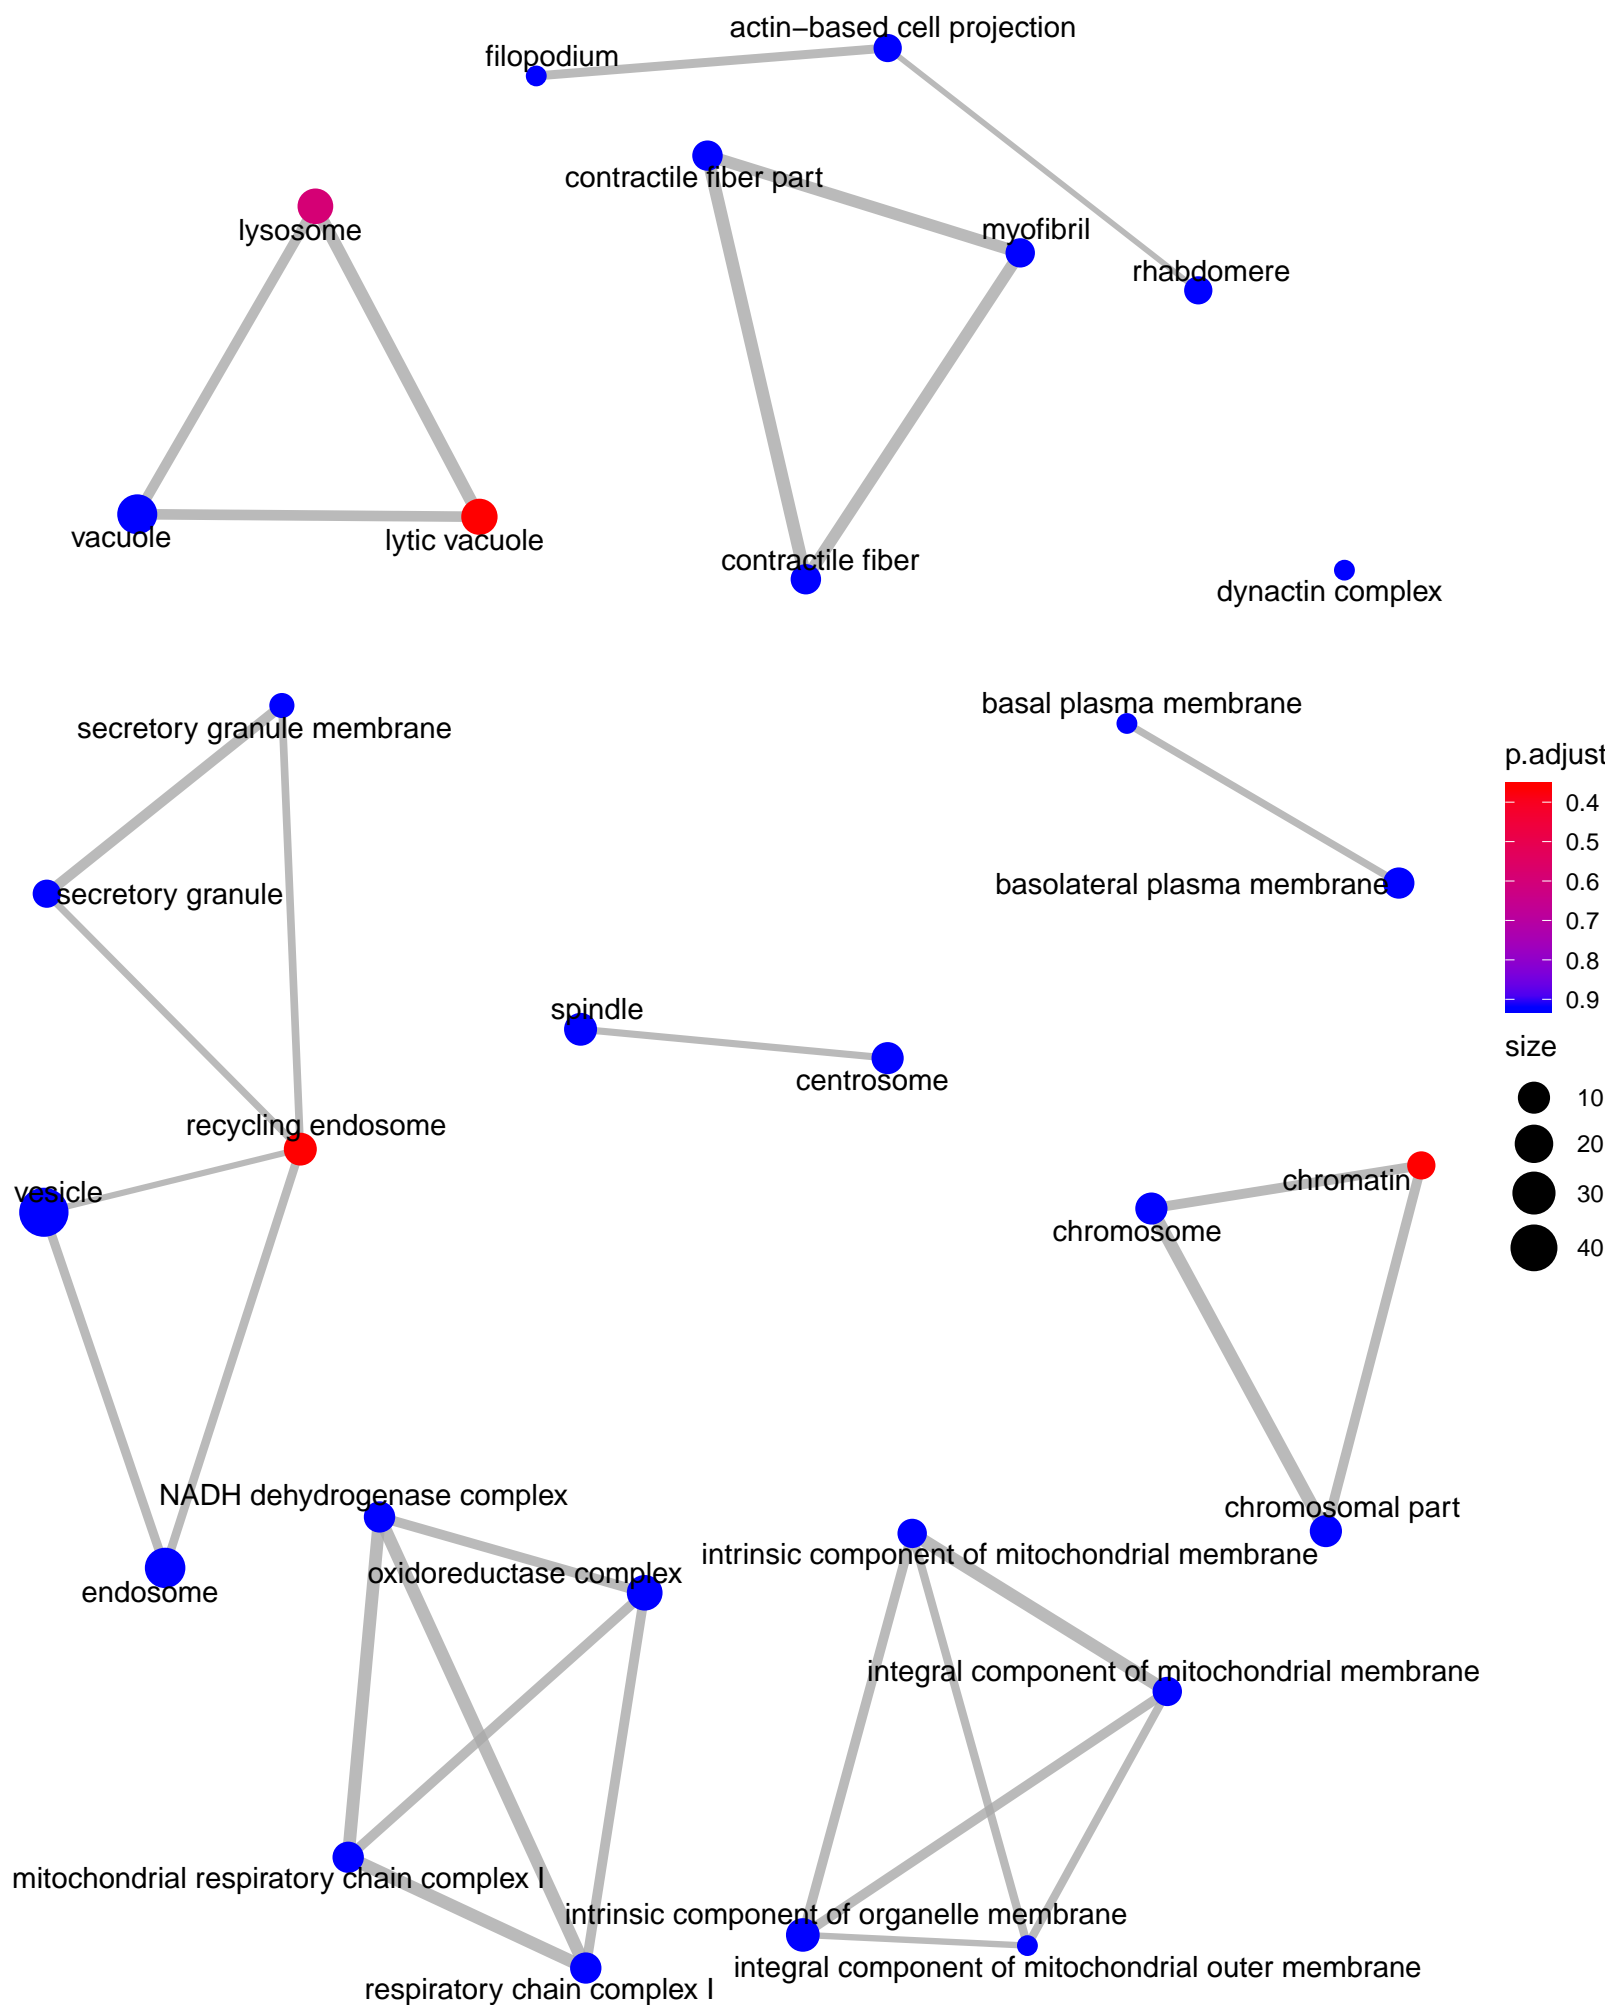 actin−based cell projection
filopodium
contractile fiber part
lysosome
myofibril
rhabdomere
vacuole
lytic vacuole
contractile fiber
dynactin complex
secretory granule membrane
basal plasma membrane
p.adjust
0.4
0.5
0.6
0.7
0.8
0.9
secretory granule
basolateral plasma membrane
spindle
centrosome
size
10
20
30
40
recycling endosome
vesicle
chromatin
chromosome
NADH dehydrogenase complex
chromosomal part
oxidoreductase complex
intrinsic component of mitochondrial membrane
endosome
integral component of mitochondrial membrane
mitochondrial respiratory chain complex I
intrinsic component of organelle membrane
integral component of mitochondrial outer membrane
respiratory chain complex I